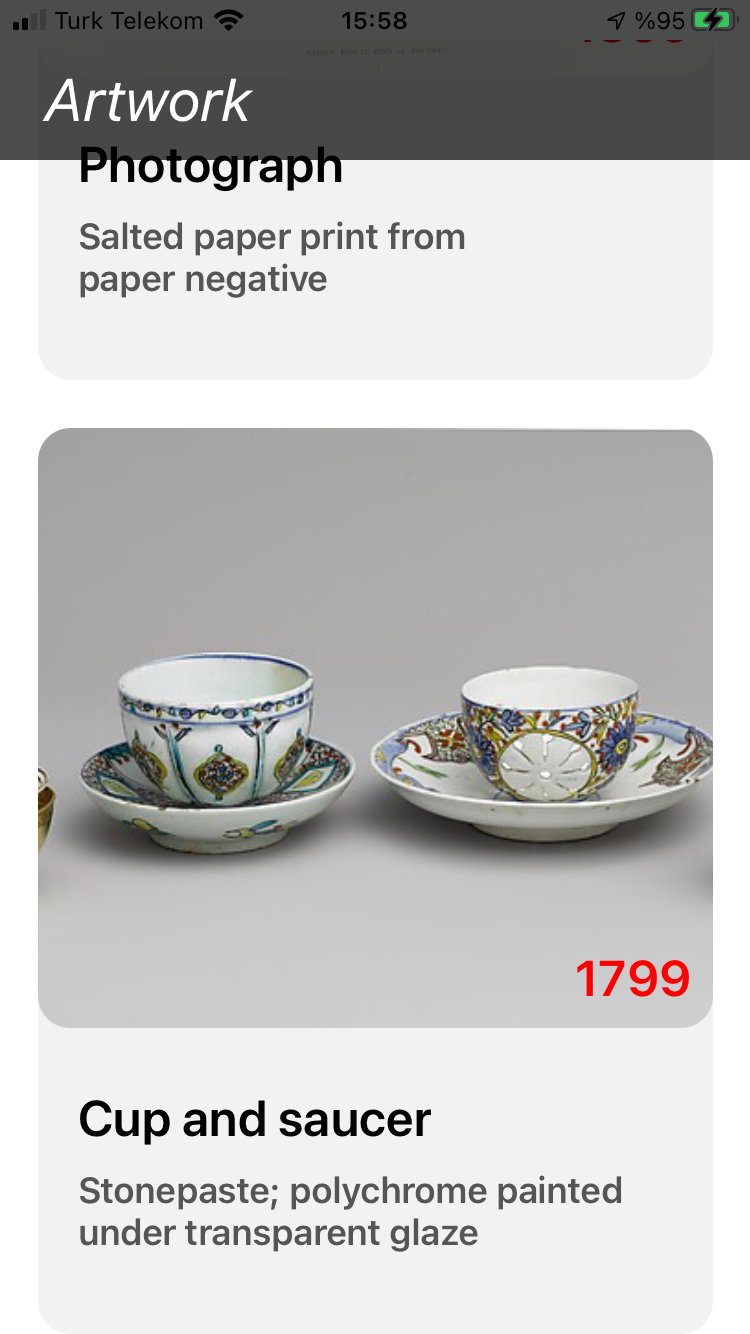 Turk Telekom 15:58 %95
Artwork
Photograph
Salted paper print from
paper negative
1799
Cup and saucer
Stonepaste; polychrome painted
under transparent glaze